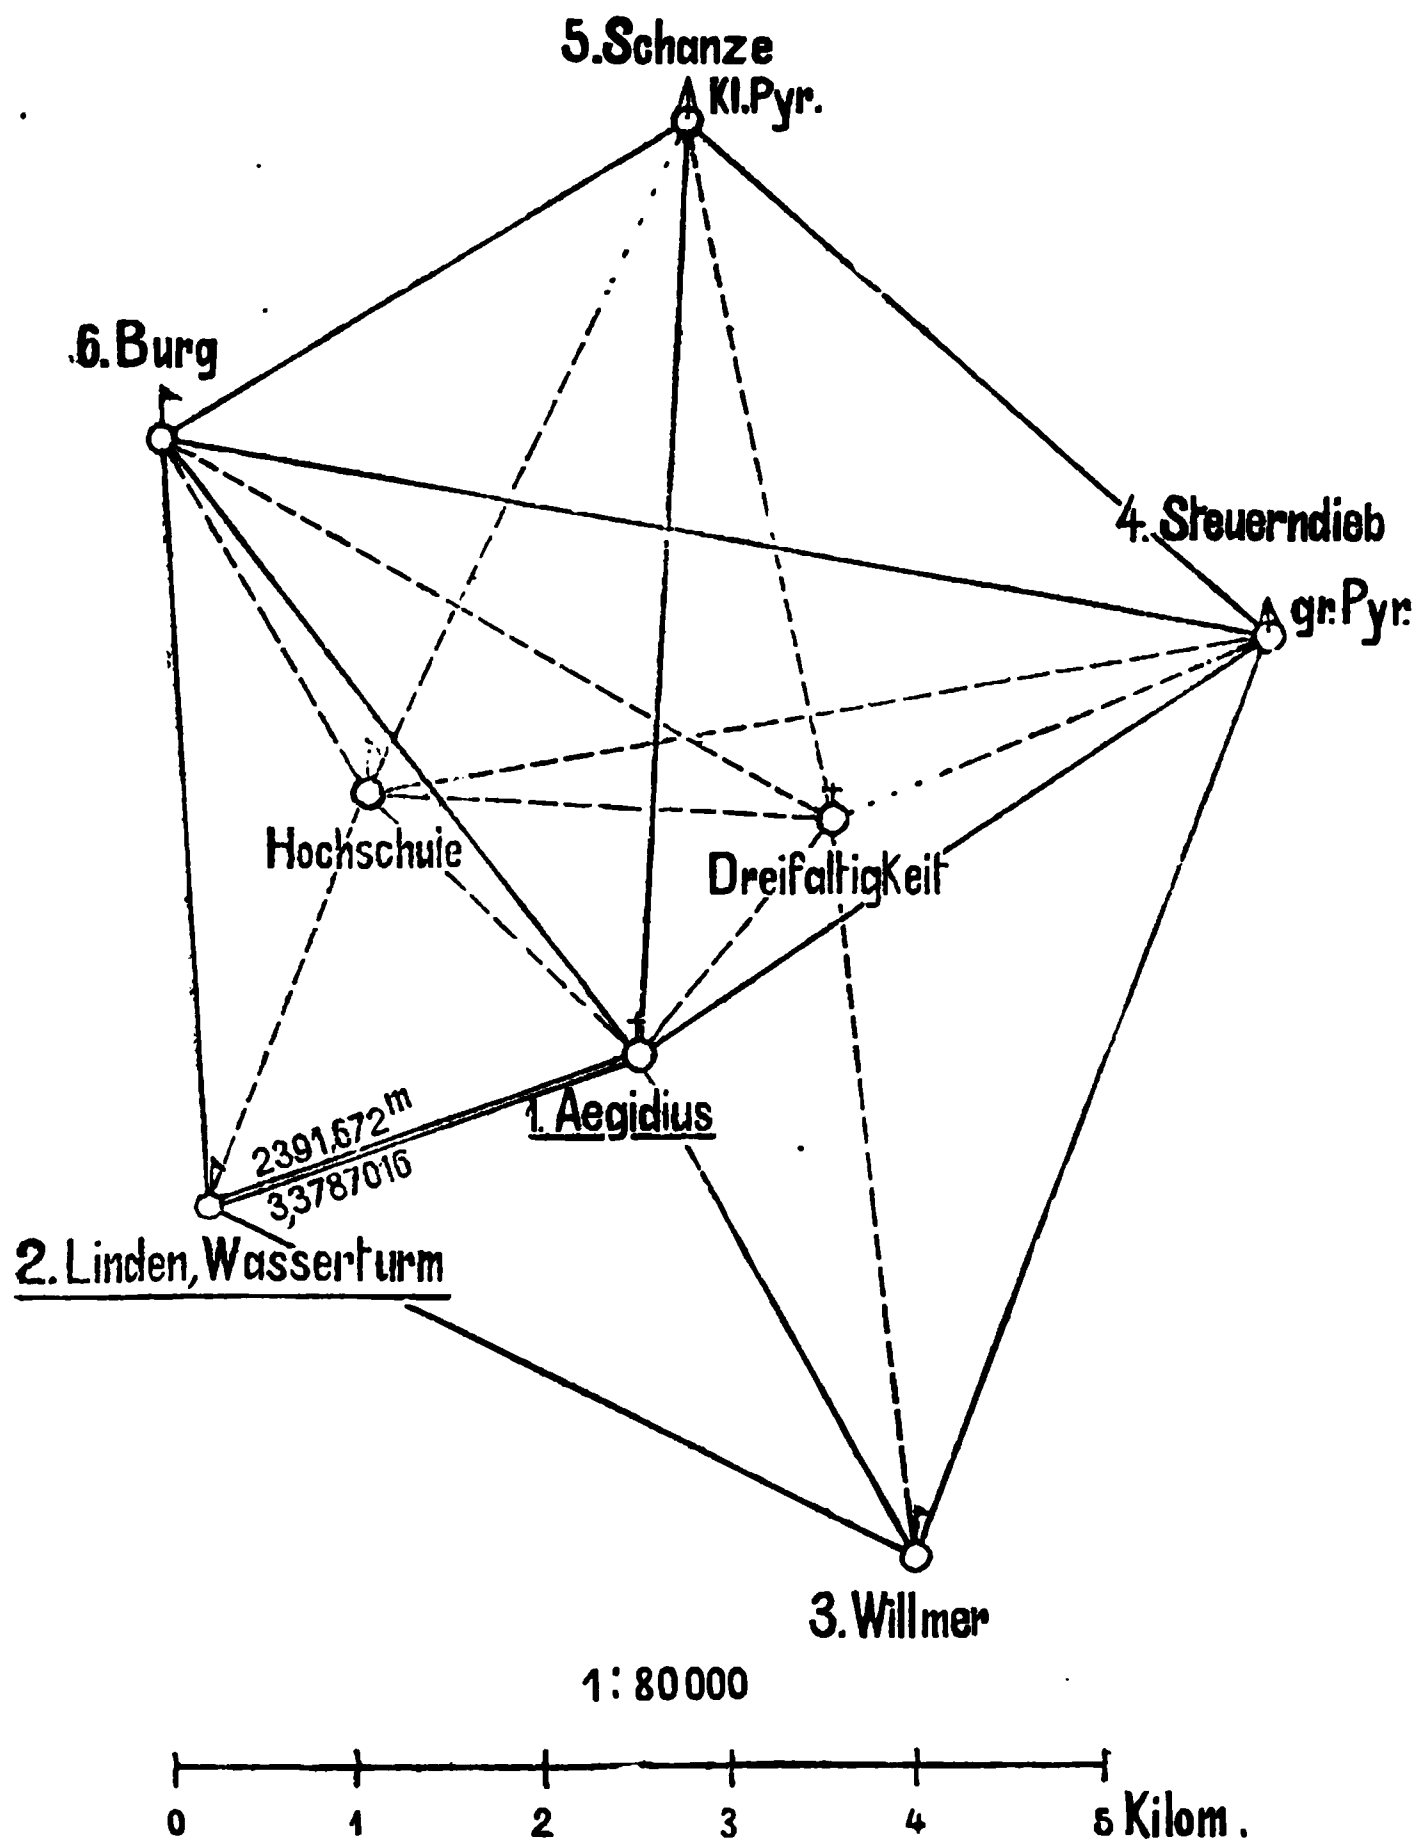 5. Schanze
Kl. Pyr.
6. Burg
4. Steuerndieb
gr. Pyr.
Hochschule
Dreifaltigkeit
1. Aegidius
2391,672 m
3,3787016
2. Linden, Wasserturm
3. Willmer
1:80000
0 1 2 3 4 5 Kilom.